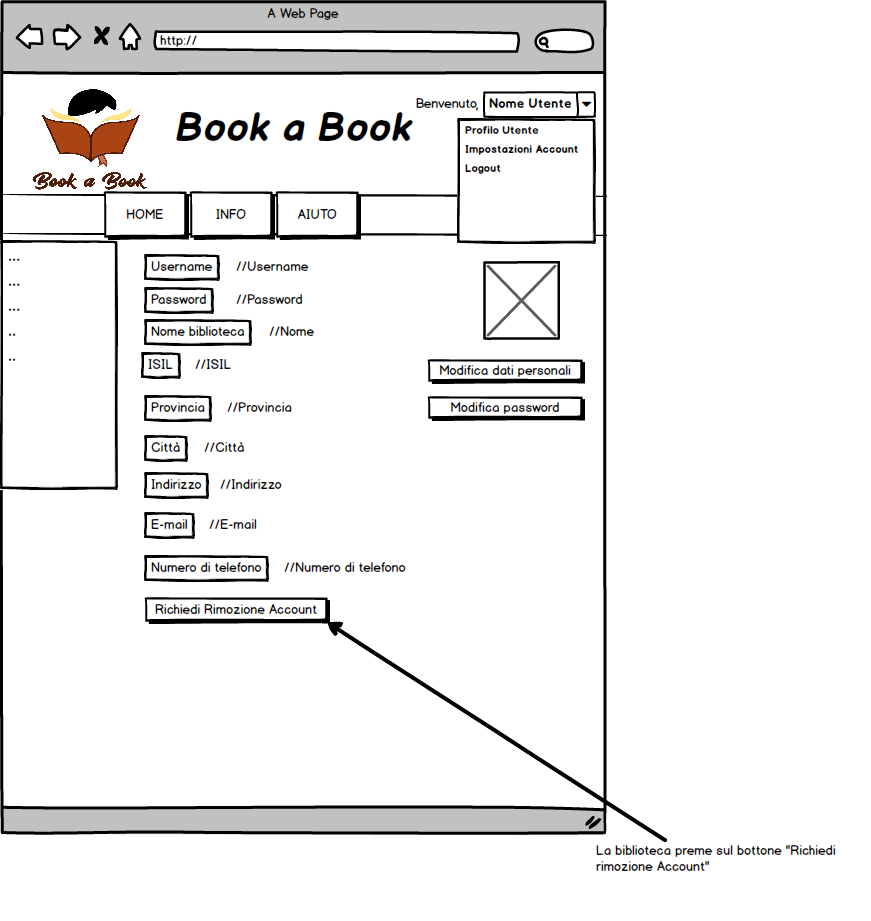 A Web Page
http://
Benvenuto, Nome Utente
Book a Book
Profilo Utente
Impostazioni Account
Logout
Book a Book
HOME INFO AIUTO
...
...
...
..
..
Username //Username
Password //Password
Nome biblioteca //Nome
ISIL //ISIL
Modifica dati personali
Provincia //Provincia
Modifica password
Città //Città
Indirizzo //Indirizzo
E-mail //E-mail
Numero di telefono //Numero di telefono
Richiedi Rimozione Account
La biblioteca preme sul bottone "Richiedi
rimozione Account"